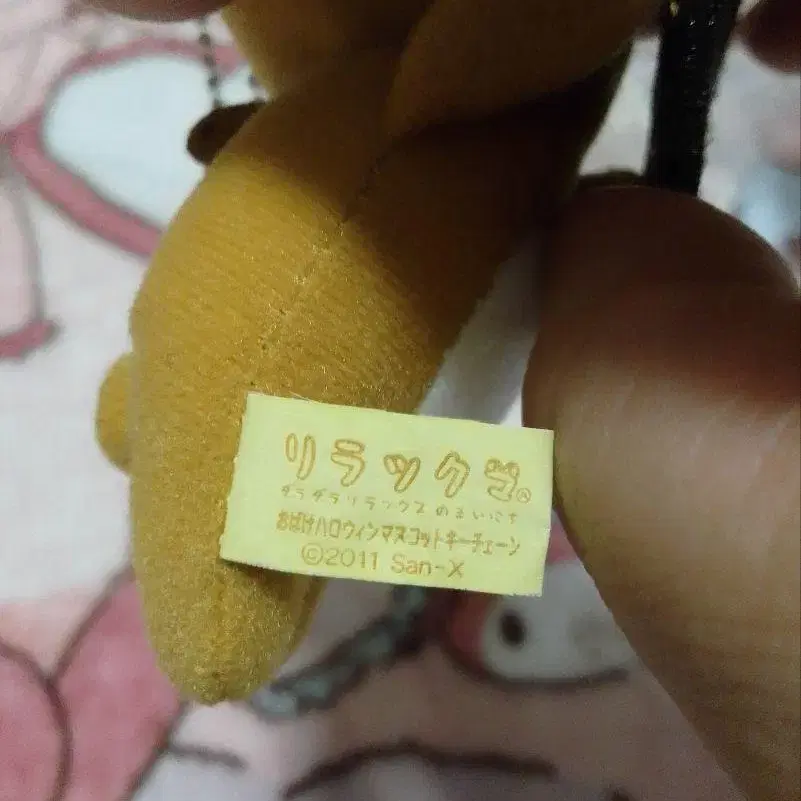 リラックマ®
ダラダラリラックスのまいにち
おばけハロウィンマスコットキーチェーン
©2011 San-X